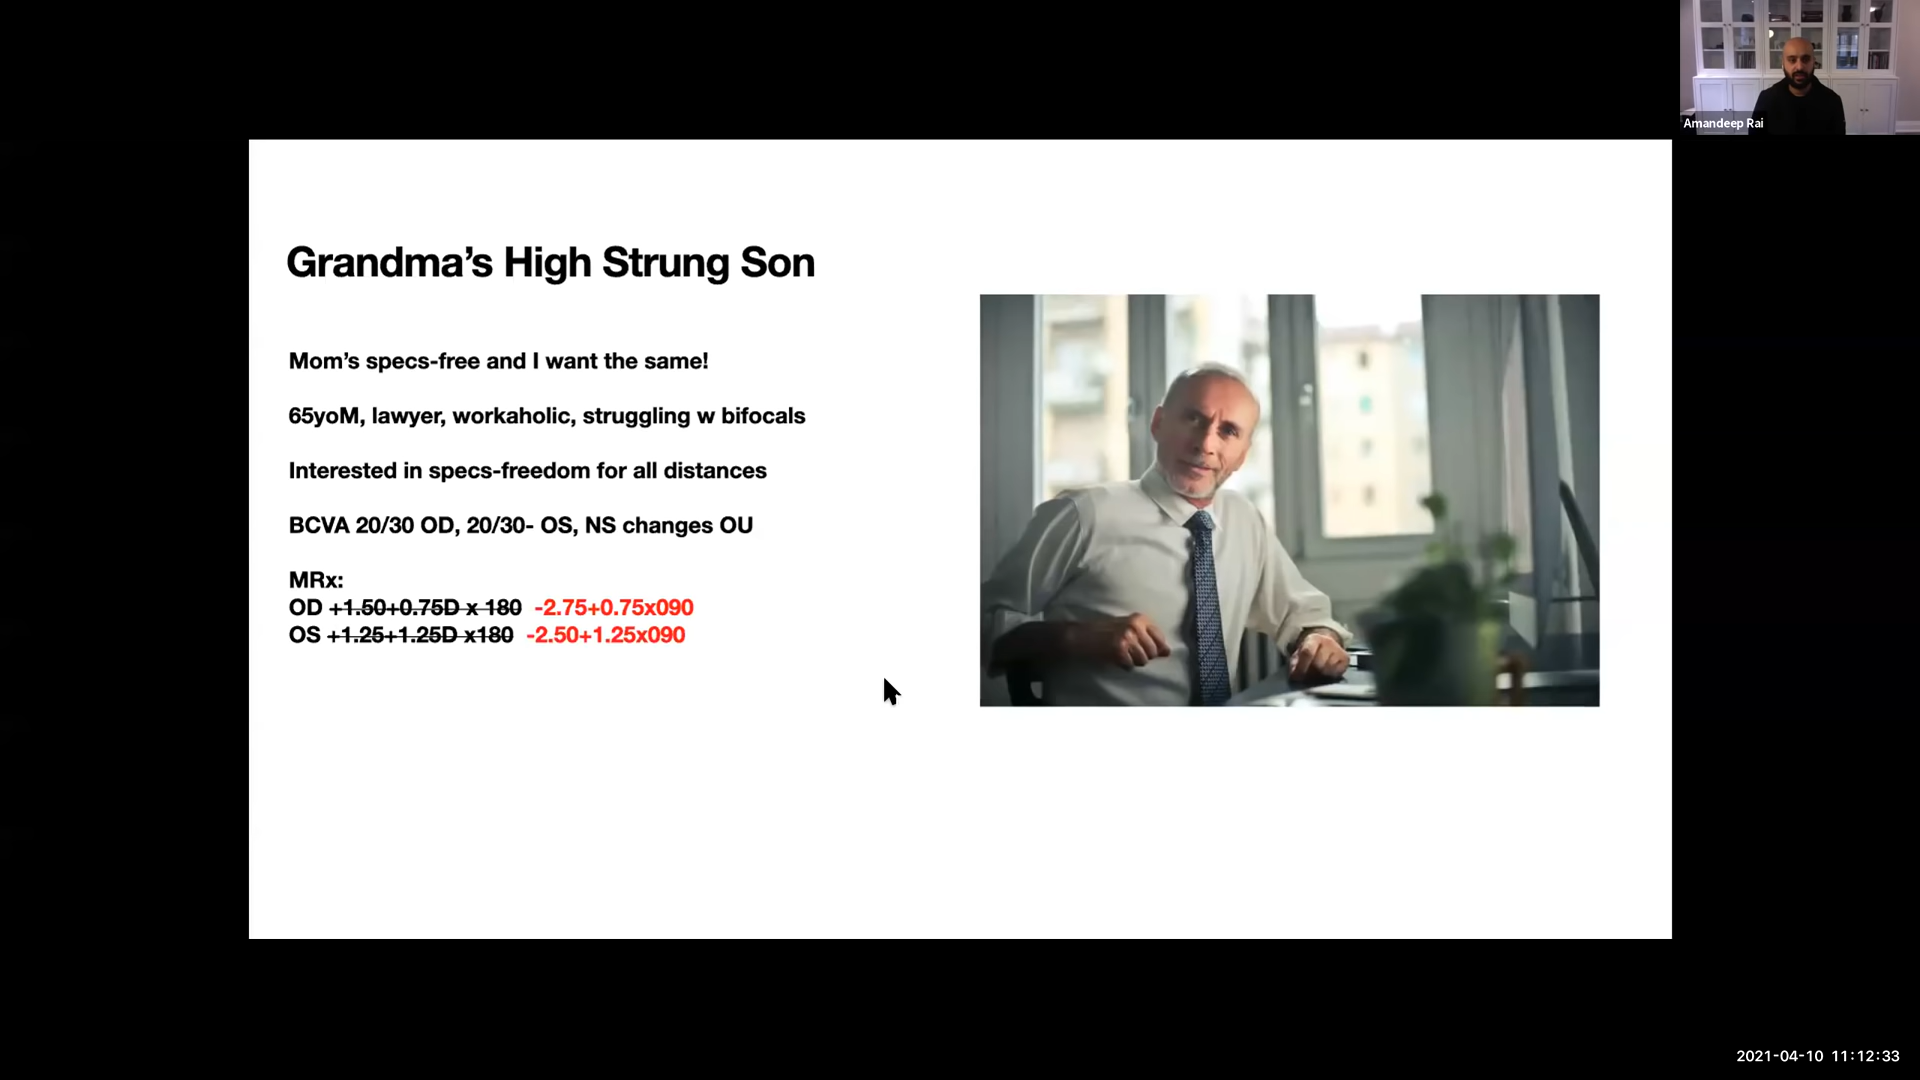 Amandeep Rai
Grandma's High Strung Son
Mom's specs-free and I want the same!
65yoM, lawyer, workaholic, struggling w bifocals
Interested in specs-freedom for all distances
BCVA 20/30 OD, 20/30- OS, NS changes OU
MRx:
OD +1.50+0.75D x 180 -2.75+0.75x090
OS +1.25+1.25D x180 -2.50+1.25x090
2021-04-10 11:12:33